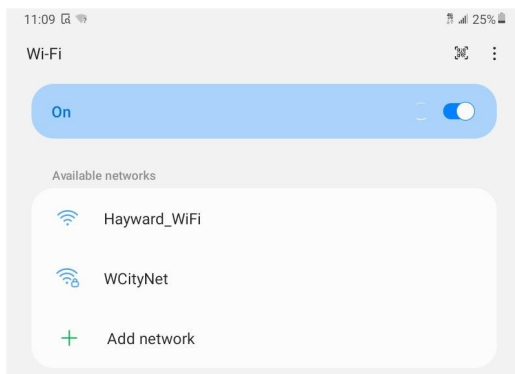 11:09 25%
Wi-Fi
On
Available networks
Hayward_WiFi
WCityNet
Add network